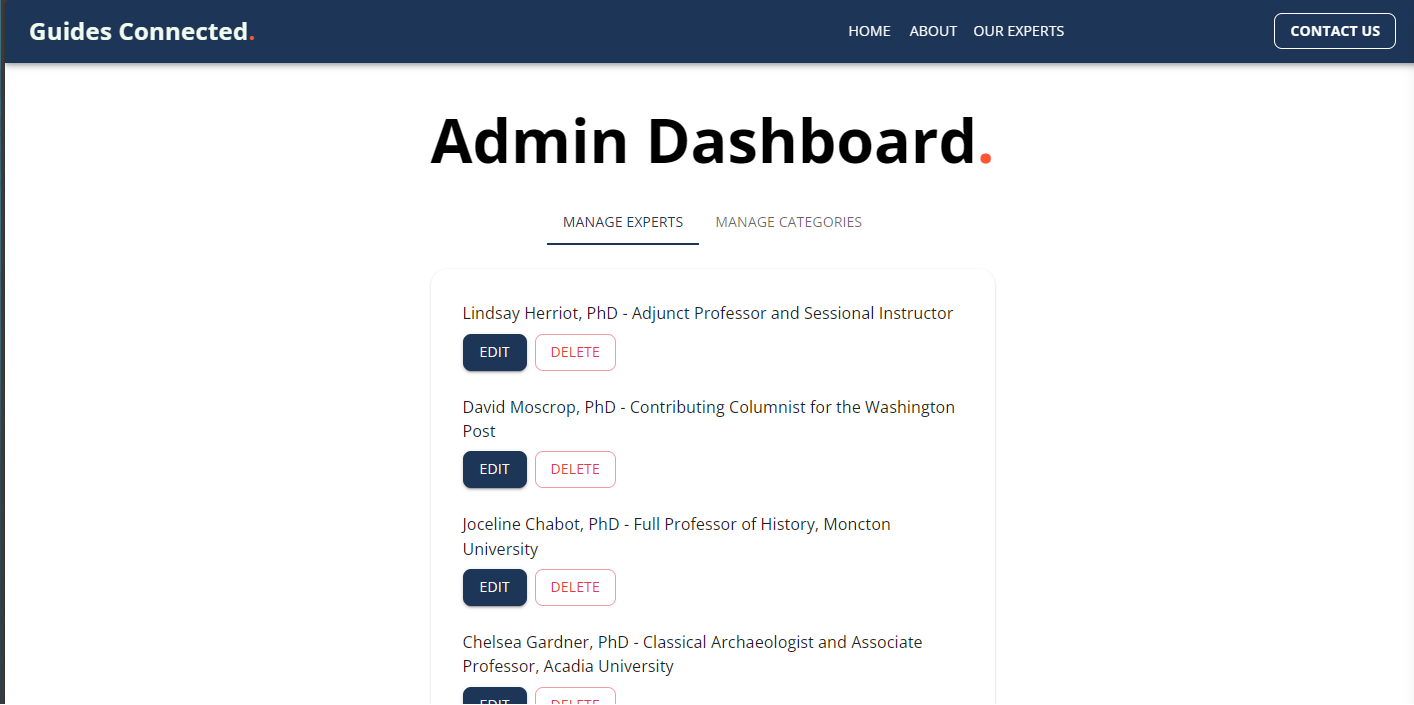 Guides Connected.
HOME ABOUT OUR EXPERTS CONTACT US
Admin Dashboard.
MANAGE EXPERTS MANAGE CATEGORIES
Lindsay Herriot, PhD - Adjunct Professor and Sessional Instructor
EDIT DELETE
David Moscrop, PhD - Contributing Columnist for the Washington
Post
EDIT DELETE
Joceline Chabot, PhD - Full Professor of History, Moncton
University
EDIT DELETE
Chelsea Gardner, PhD - Classical Archaeologist and Associate
Professor, Acadia University
EDIT DELETE